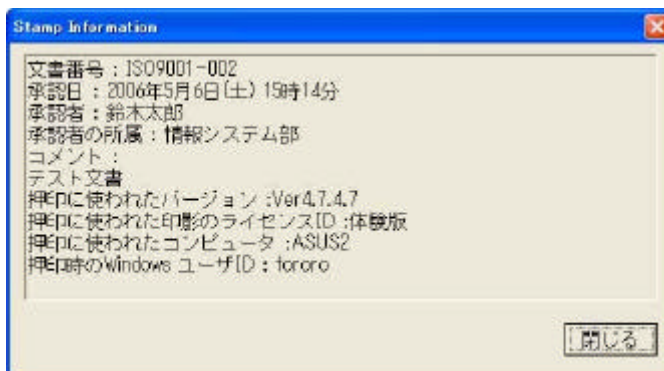 Stamp Information
文書番号：ISO9001-002
承認日：2006年5月6日(土) 15時14分
承認者：鈴木太郎
承認者の所属：情報システム部
コメント：
テスト文書
押印に使われたバージョン :Ver4.7.4.7
押印に使われた印影のライセンスID :体験版
押印に使われたコンピュータ :ASUS2
押印時のWindows ユーザID : tororo
閉じる